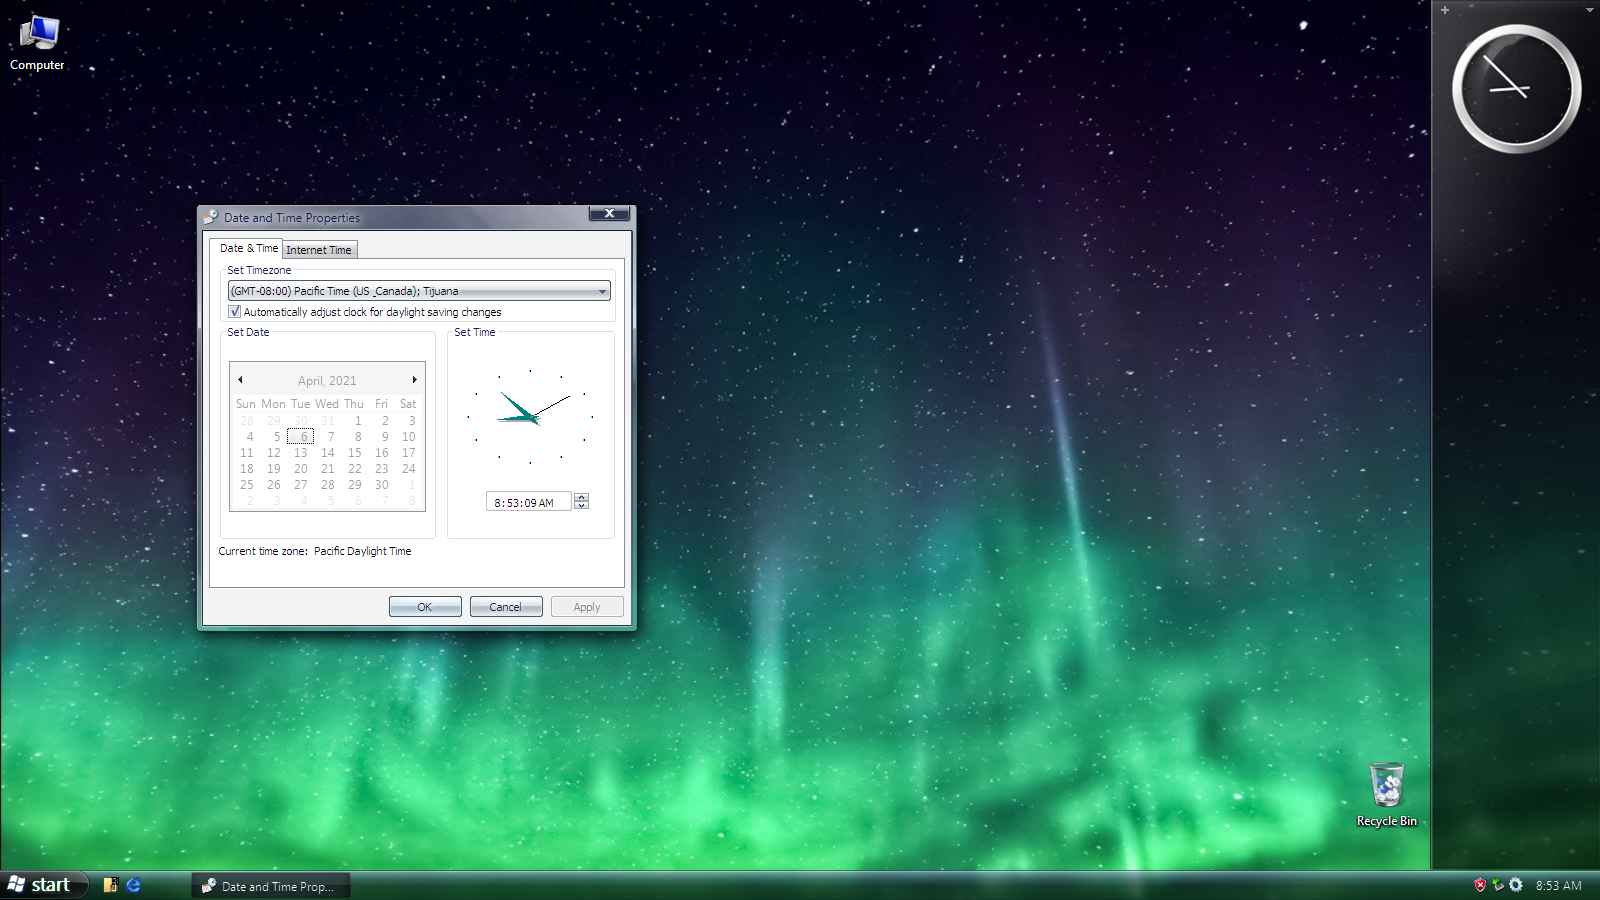 Computer
Date and Time Properties
Date & Time
Internet Time
Set Timezone
(GMT-08:00) Pacific Time (US _Canada); Tijuana
Automatically adjust clock for daylight saving changes
Set Date
April, 2021
Sun Mon Tue Wed Thu Fri Sat
28 29 30 31 1 2 3
4 5 6 7 8 9 10
11 12 13 14 15 16 17
18 19 20 21 22 23 24
25 26 27 28 29 30 1
2 3 4 5 6 7 8
Set Time
8:53:09 AM
Current time zone: Pacific Daylight Time
OK
Cancel
Apply
Recycle Bin
start
Date and Time Prop...
8:53 AM